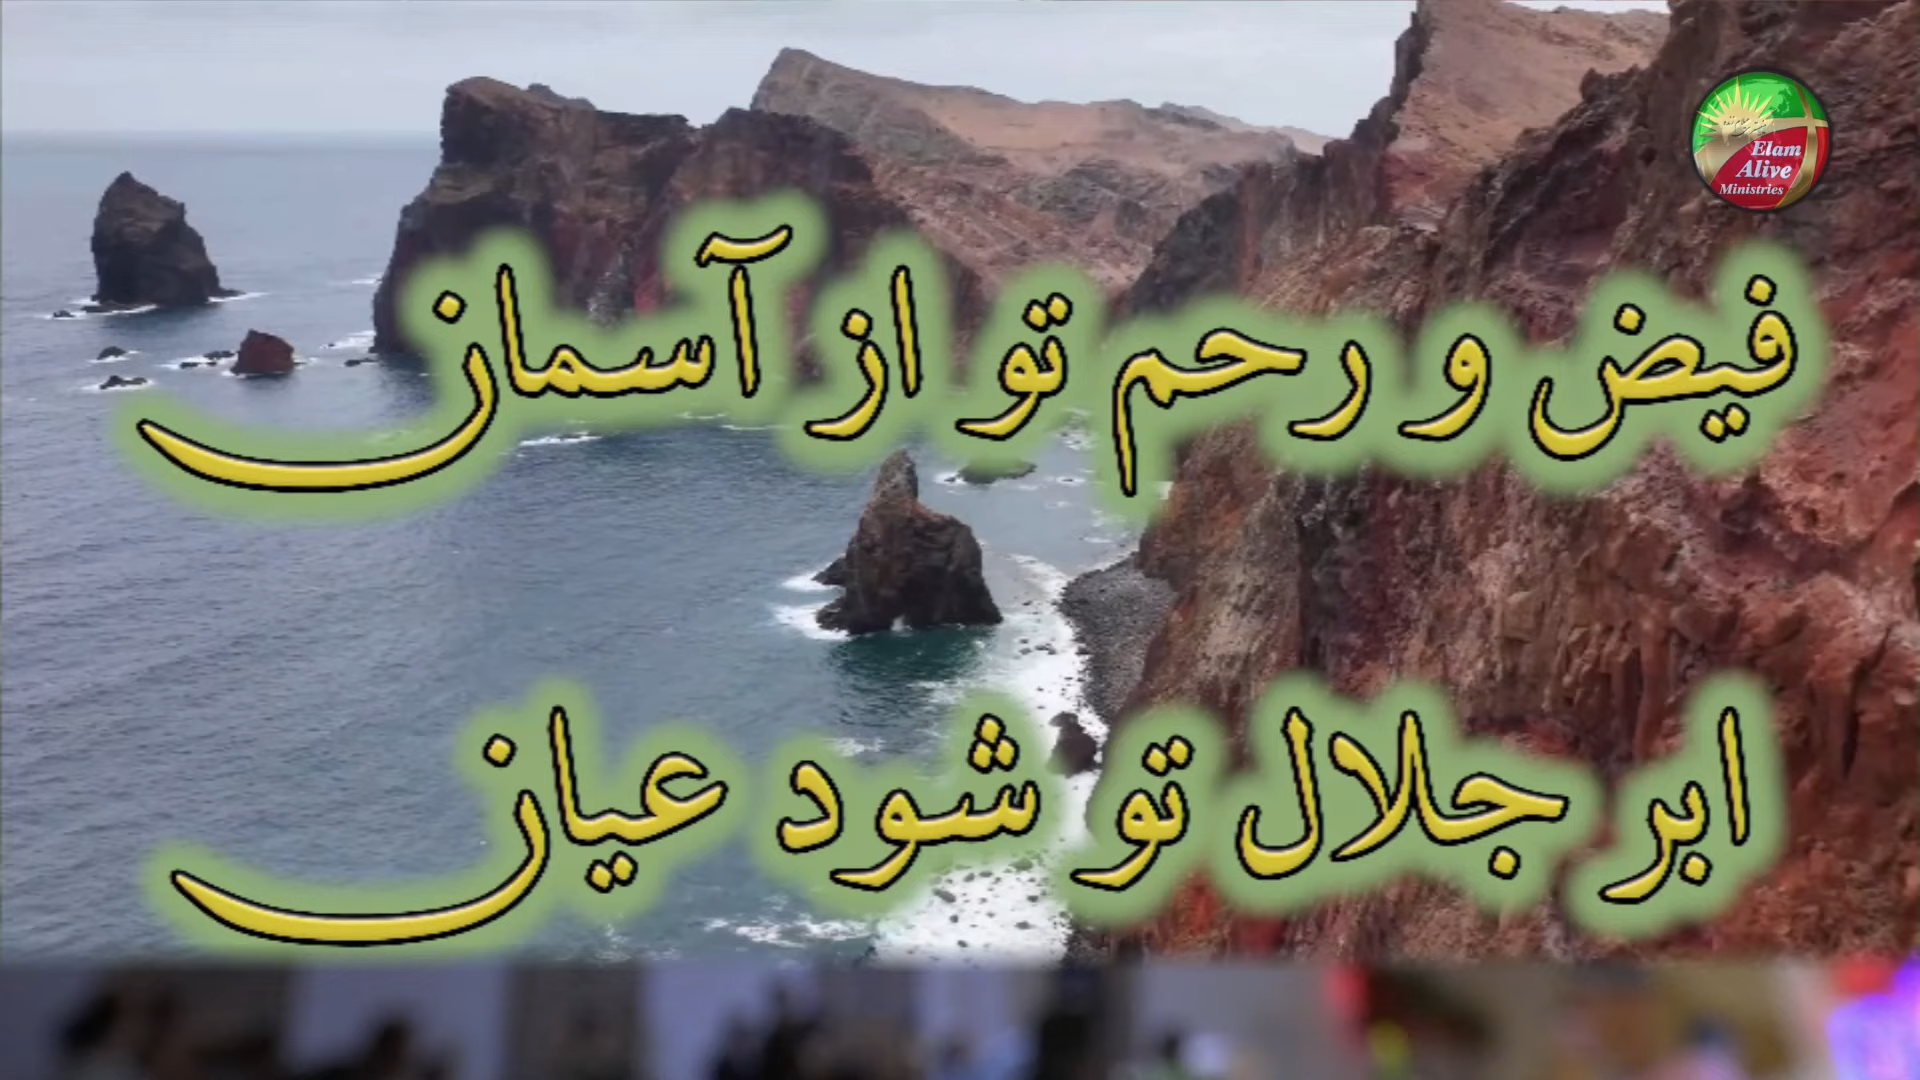 Elam
Alive
Ministries
فیض و رحم تو از آسمان
ابر جلال تو شود عیان